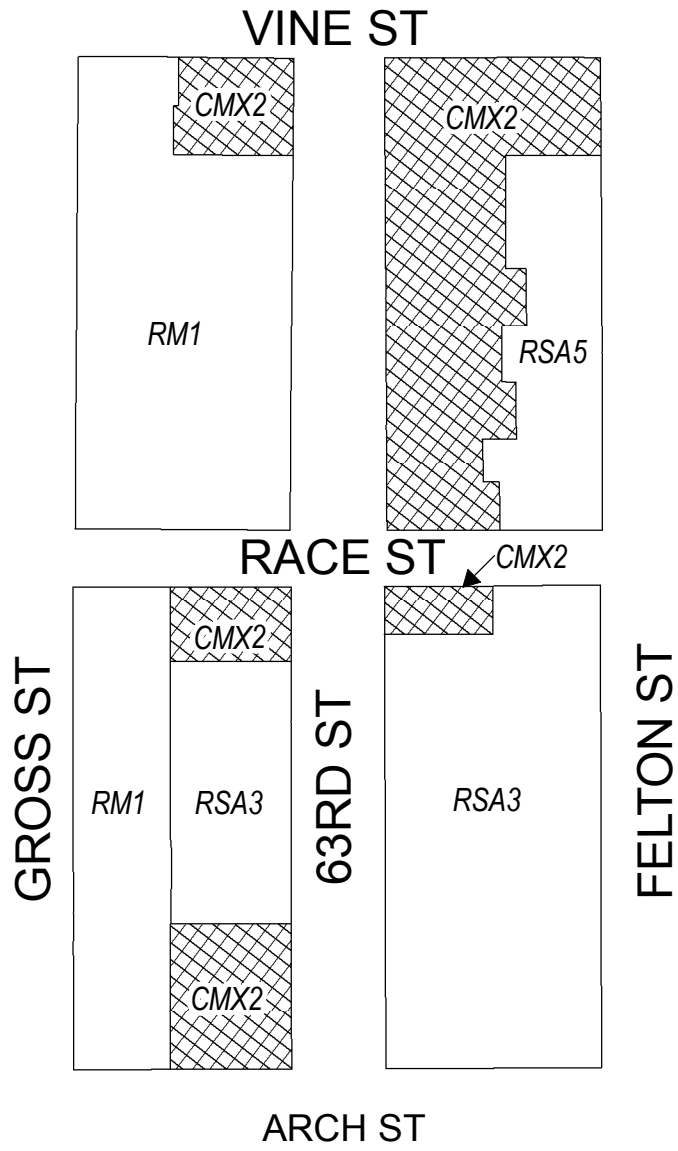 VINE ST
CMX2
CMX2
RM1
RSA5
RACE ST
CMX2
CMX2
GROSS ST
RM1
RSA3
63RD ST
RSA3
FELTON ST
CMX2
ARCH ST